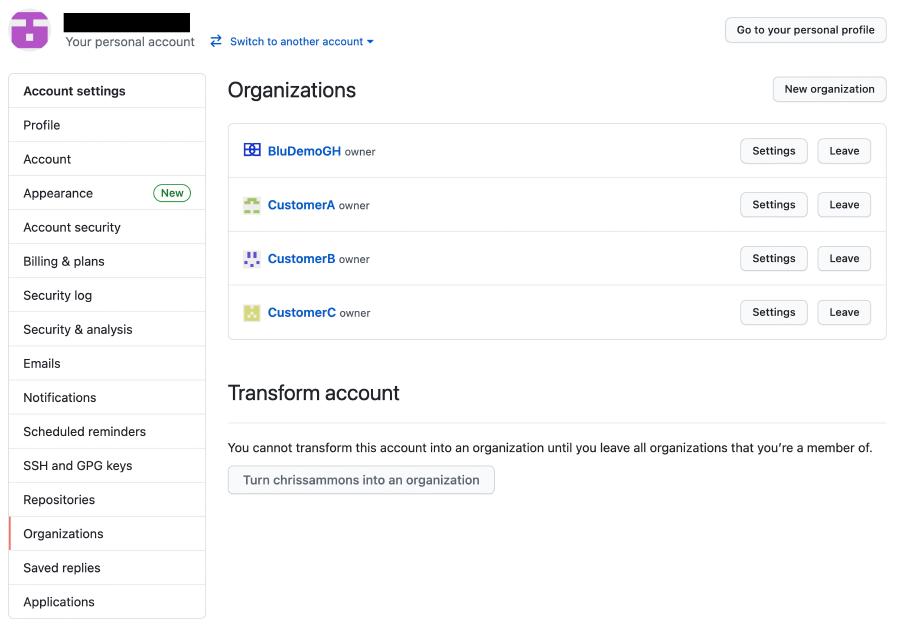 Your personal account
Switch to another account
Go to your personal profile
Account settings
Profile
Account
Appearance New
Account security
Billing & plans
Security log
Security & analysis
Emails
Notifications
Scheduled reminders
SSH and GPG keys
Repositories
Organizations
Saved replies
Applications
Organizations
New organization
BluDemoGH owner Settings Leave
CustomerA owner Settings Leave
CustomerB owner Settings Leave
CustomerC owner Settings Leave
Transform account
You cannot transform this account into an organization until you leave all organizations that you're a member of.
Turn chrissammons into an organization